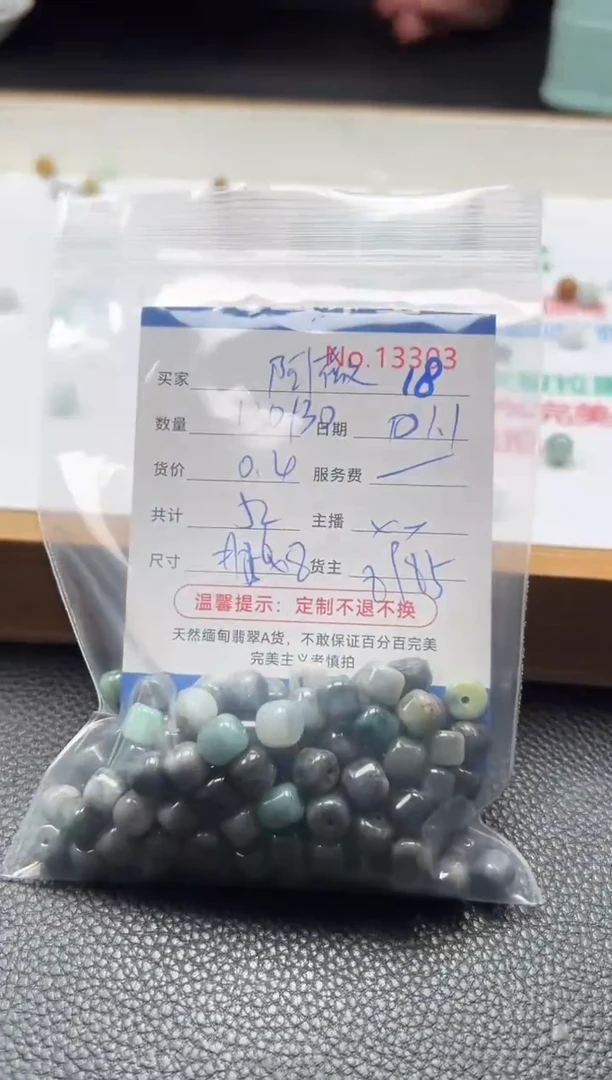 No.13303
买家 阿 18
数量 130/30 日期 10/1.1
货价 0.4 服务费 —
共计 52 主播
尺寸 货主
温馨提示：定制不退不换
天然缅甸翡翠A货，不敢保证百分百完美
完美主义者慎拍